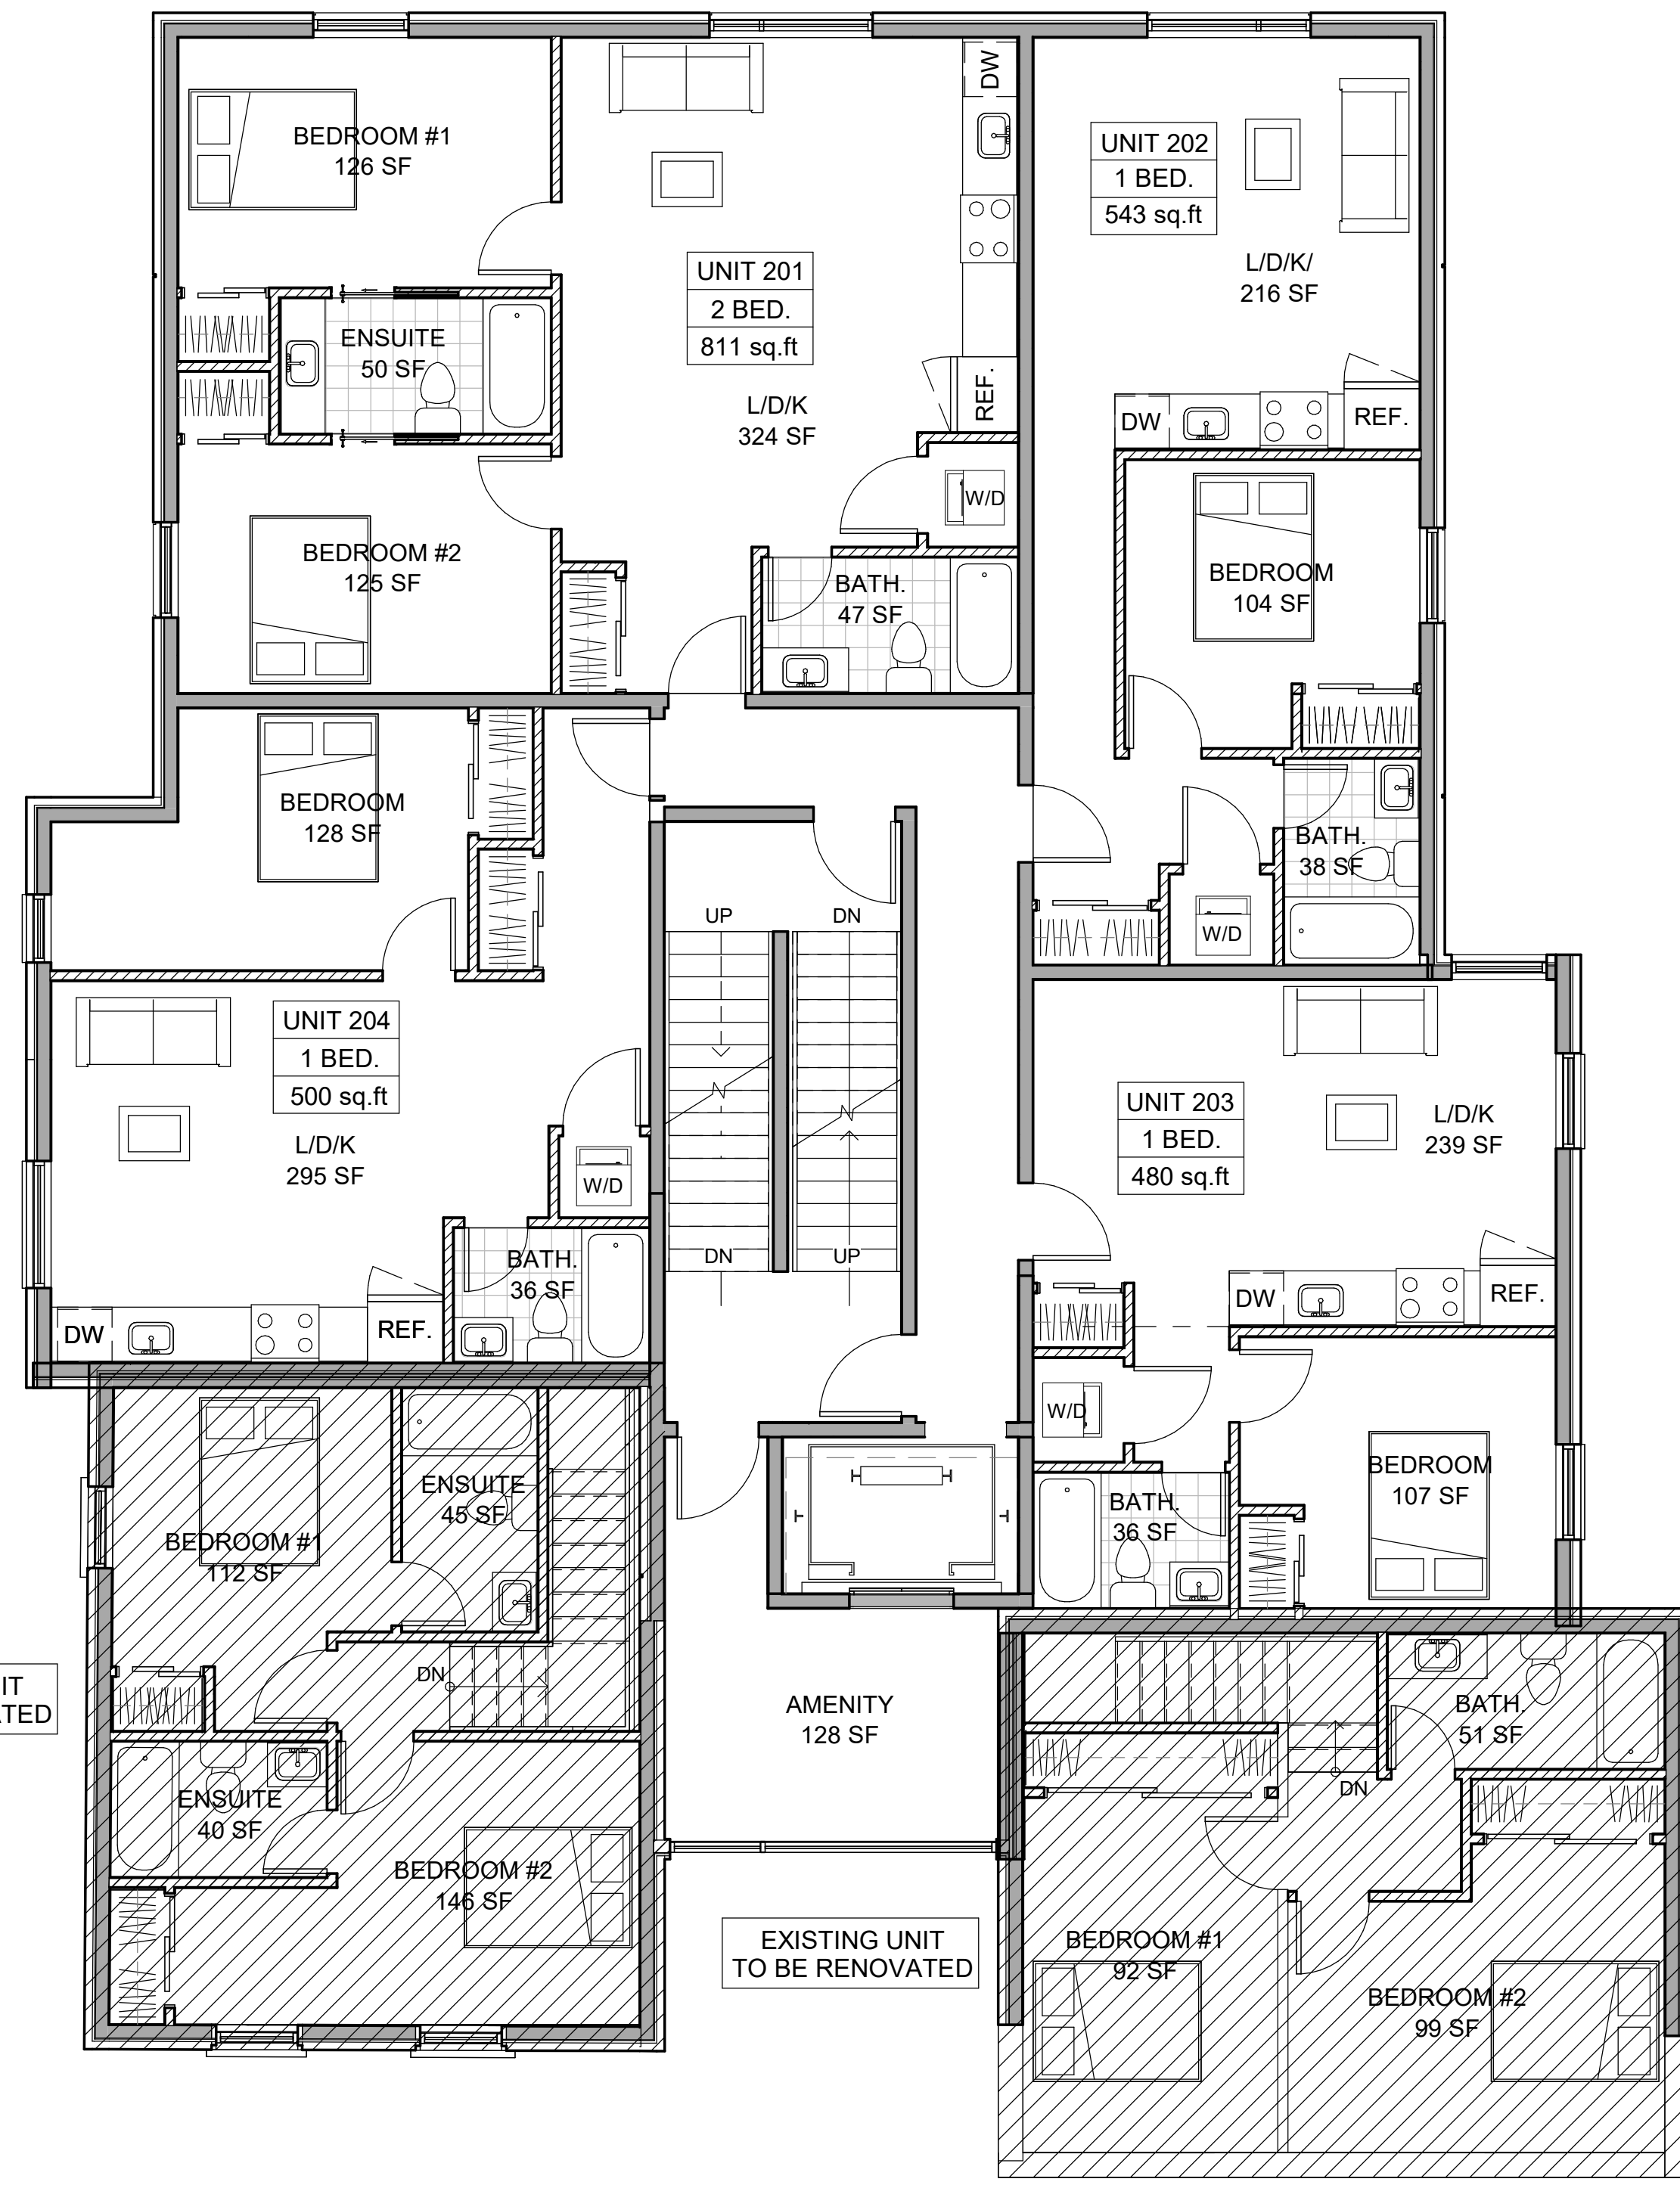 BEDROOM #1
126 SF
DW
UNIT 201
2 BED.
811 sq.ft
ENSUITE
50 SF
L/D/K
324 SF
REF.
W/D
BEDROOM #2
125 SF
BATH.
47 SF
UNIT 202
1 BED.
543 sq.ft
L/D/K/
216 SF
DW
REF.
BEDROOM
104 SF
BATH.
38 SF
W/D
BEDROOM
128 SF
UP
DN
UNIT 204
1 BED.
500 sq.ft
L/D/K
295 SF
W/D
BATH.
36 SF
DW
REF.
DN
UP
UNIT 203
1 BED.
480 sq.ft
L/D/K
239 SF
DW
REF.
W/D
BEDROOM
107 SF
BATH.
36 SF
ENSUITE
45 SF
BEDROOM #1
112 SF
DN
IT
TED
ENSUITE
40 SF
BEDROOM #2
146 SF
AMENITY
128 SF
EXISTING UNIT
TO BE RENOVATED
BATH.
51 SF
DN
BEDROOM #1
92 SF
BEDROOM #2
99 SF